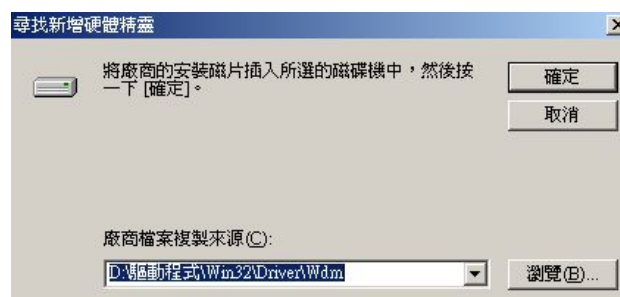 尋找新增硬體精靈
將廠商的安裝磁片插入所選的磁碟機中，然後按
一下 [確定]。
確定
取消
廠商檔案複製來源(C):
D:\驅動程式\Win32\Driver\Wdm
瀏覽(B)...